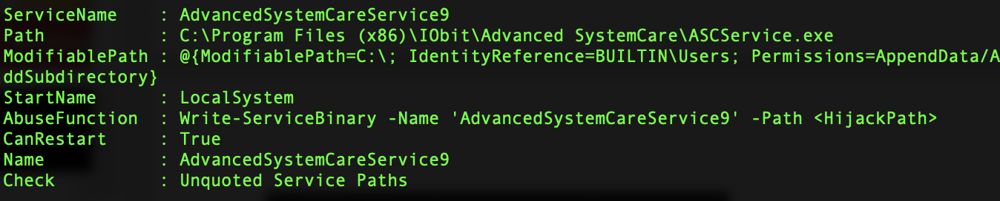 ServiceName    : AdvancedSystemCareService9
Path           : C:\Program Files (x86)\IObit\Advanced SystemCare\ASCService.exe
ModifiablePath : @{ModifiablePath=C:\; IdentityReference=BUILTIN\Users; Permissions=AppendData/A
ddSubdirectory}
StartName      : LocalSystem
AbuseFunction  : Write-ServiceBinary -Name 'AdvancedSystemCareService9' -Path <HijackPath>
CanRestart     : True
Name           : AdvancedSystemCareService9
Check          : Unquoted Service Paths